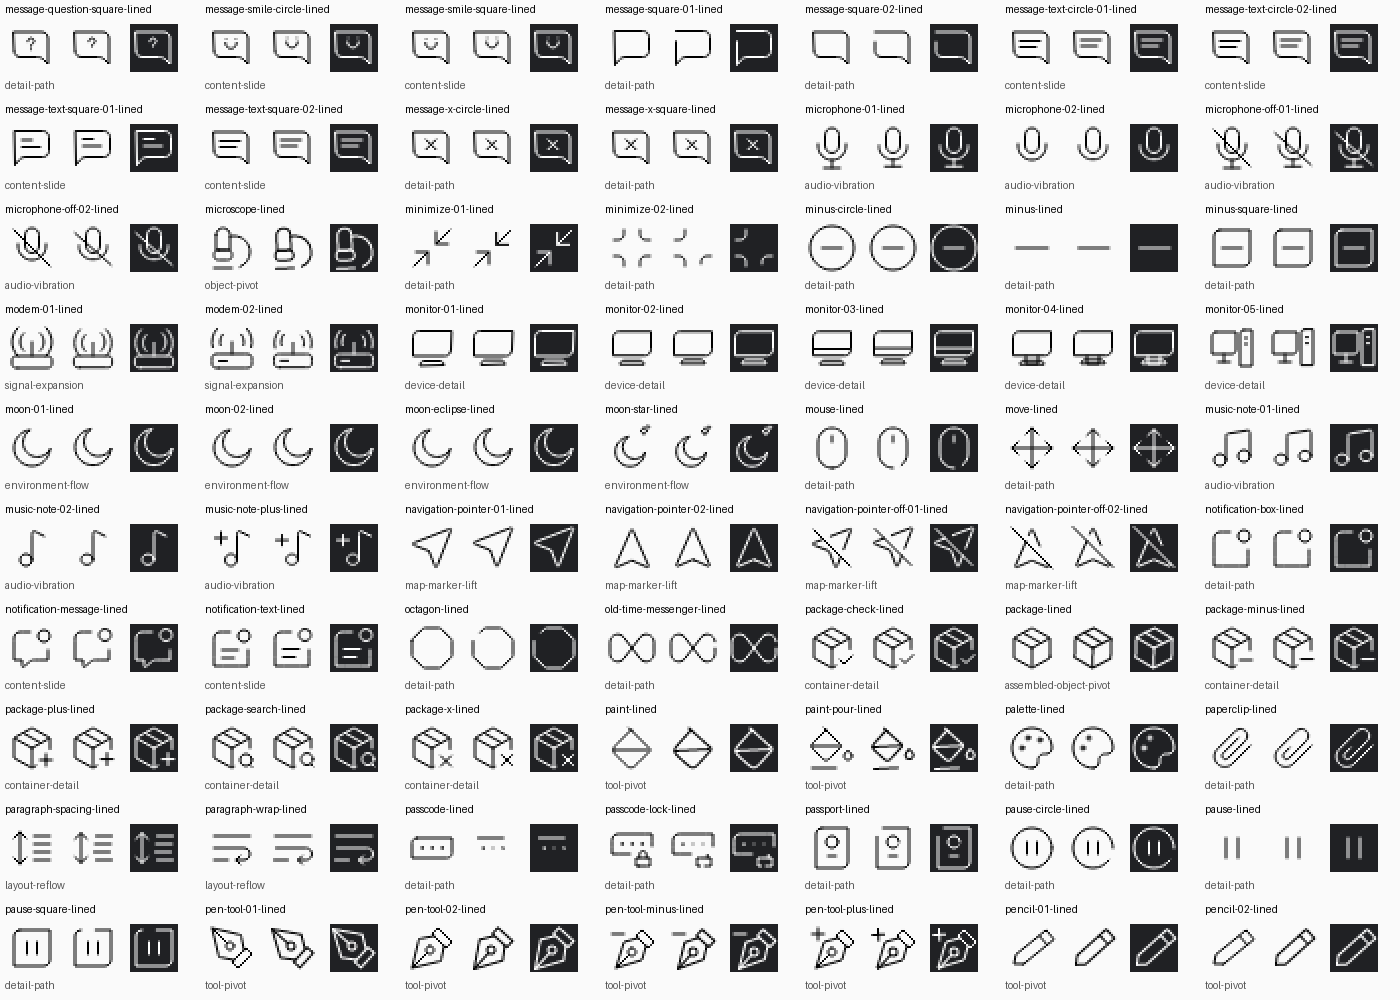 message-question-square-lined message-smile-circle-lined message-smile-square-lined message-square-01-lined message-square-02-lined message-text-circle-01-lined message-text-circle-02-lined
detail-path content-slide content-slide detail-path detail-path content-slide content-slide
message-text-square-01-lined message-text-square-02-lined message-x-circle-lined message-x-square-lined microphone-01-lined microphone-02-lined microphone-off-01-lined
content-slide content-slide detail-path detail-path audio-vibration audio-vibration audio-vibration
microphone-off-02-lined microscope-lined minimize-01-lined minimize-02-lined minus-circle-lined minus-lined minus-square-lined
audio-vibration object-pivot detail-path detail-path detail-path detail-path detail-path
modem-01-lined modem-02-lined monitor-01-lined monitor-02-lined monitor-03-lined monitor-04-lined monitor-05-lined
signal-expansion signal-expansion device-detail device-detail device-detail device-detail device-detail
moon-01-lined moon-02-lined moon-eclipse-lined moon-star-lined mouse-lined move-lined music-note-01-lined
environment-flow environment-flow environment-flow environment-flow detail-path detail-path audio-vibration
music-note-02-lined music-note-plus-lined navigation-pointer-01-lined navigation-pointer-02-lined navigation-pointer-off-01-lined navigation-pointer-off-02-lined notification-box-lined
audio-vibration audio-vibration map-marker-lift map-marker-lift map-marker-lift map-marker-lift detail-path
notification-message-lined notification-text-lined octagon-lined old-time-messenger-lined package-check-lined package-lined package-minus-lined
content-slide content-slide detail-path detail-path container-detail assembled-object-pivot container-detail
package-plus-lined package-search-lined package-x-lined paint-lined paint-pour-lined palette-lined paperclip-lined
container-detail container-detail container-detail tool-pivot tool-pivot detail-path detail-path
paragraph-spacing-lined paragraph-wrap-lined passcode-lined passcode-lock-lined passport-lined pause-circle-lined pause-lined
layout-reflow layout-reflow detail-path detail-path detail-path detail-path detail-path
pause-square-lined pen-tool-01-lined pen-tool-02-lined pen-tool-minus-lined pen-tool-plus-lined pencil-01-lined pencil-02-lined
detail-path tool-pivot tool-pivot tool-pivot tool-pivot tool-pivot tool-pivot